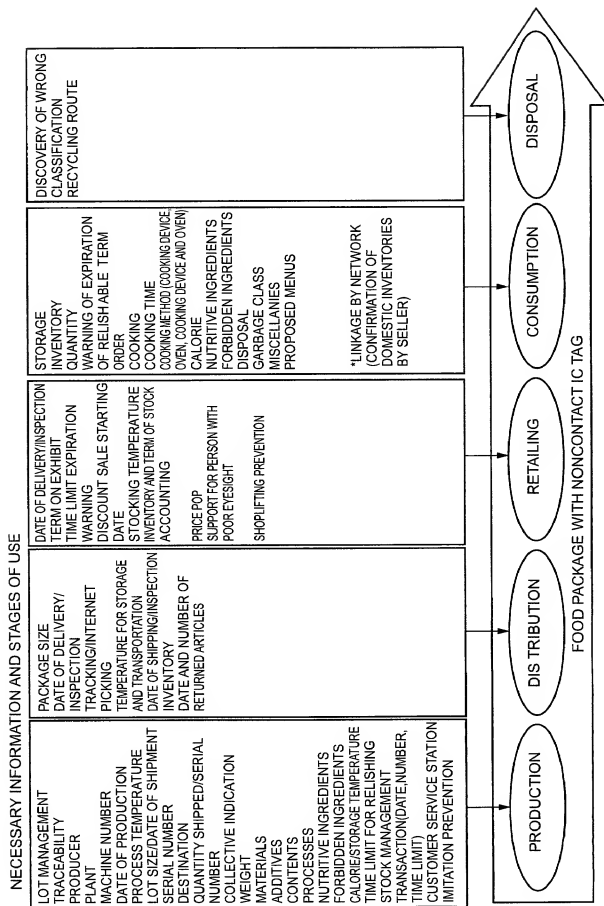 NECESSARY INFORMATION AND STAGES OF USE
LOT MANAGEMENT
TRACEABILITY
PRODUCER
PLANT
MACHINE NUMBER
DATE OF PRODUCTION
PROCESS TEMPERATURE
LOT SIZE/DATE OF SHIPMENT
SERIAL NUMBER
DESTINATION
QUANTITY SHIPPED/SERIAL
NUMBER
COLLECTIVE INDICATION
WEIGHT
MATERIALS
ADDITIVES
CONTENTS
PROCESSES
NUTRITIVE INGREDIENTS
FORBIDDEN INGREDIENTS
CALORIE/STORAGE TEMPERATURE
TIME LIMIT FOR RELISHING
STOCK MANAGEMENT
TRANSACTION(DATE,NUMBER,
TIME LIMIT)
CUSTOMER SERVICE STATION
IMITATION PREVENTION
PACKAGE SIZE
DATE OF DELIVERY/
INSPECTION
TRACKING/INTERNET
PICKING
TEMPERATURE FOR STORAGE
AND TRANSPORTATION
DATE OF SHIPPING/INSPECTION
INVENTORY
DATE AND NUMBER OF
RETURNED ARTICLES
DATE OF DELIVERY/INSPECTION
TERM ON EXHIBIT
TIME LIMIT EXPIRATION
WARNING
DISCOUNT SALE STARTING
DATE
STOCKING TEMPERATURE
INVENTORY AND TERM OF STOCK
ACCOUNTING
PRICE POP
SUPPORT FOR PERSON WITH
POOR EYESIGHT
SHOPLIFTING PREVENTION
STORAGE
INVENTORY
QUANTITY
WARNING OF EXPIRATION
OF RELISH ABLE TERM
ORDER
COOKING
COOKING TIME
COOKING METHOD (COOKING DEVICE,
OVEN, COOKING DEVICE AND OVEN)
CALORIE
NUTRITIVE INGREDIENTS
FORBIDDEN INGREDIENTS
DISPOSAL
GARBAGE CLASS
MISCELLANIES
PROPOSED MENUS
*LINKAGE BY NETWORK
(CONFIRMATION OF
DOMESTIC INVENTORIES
BY SELLER)
DISCOVERY OF WRONG
CLASSIFICATION
RECYCLING ROUTE
PRODUCTION
DIS TRIBUTION
RETAILING
CONSUMPTION
DISPOSAL
FOOD PACKAGE WITH NONCONTACT IC TAG